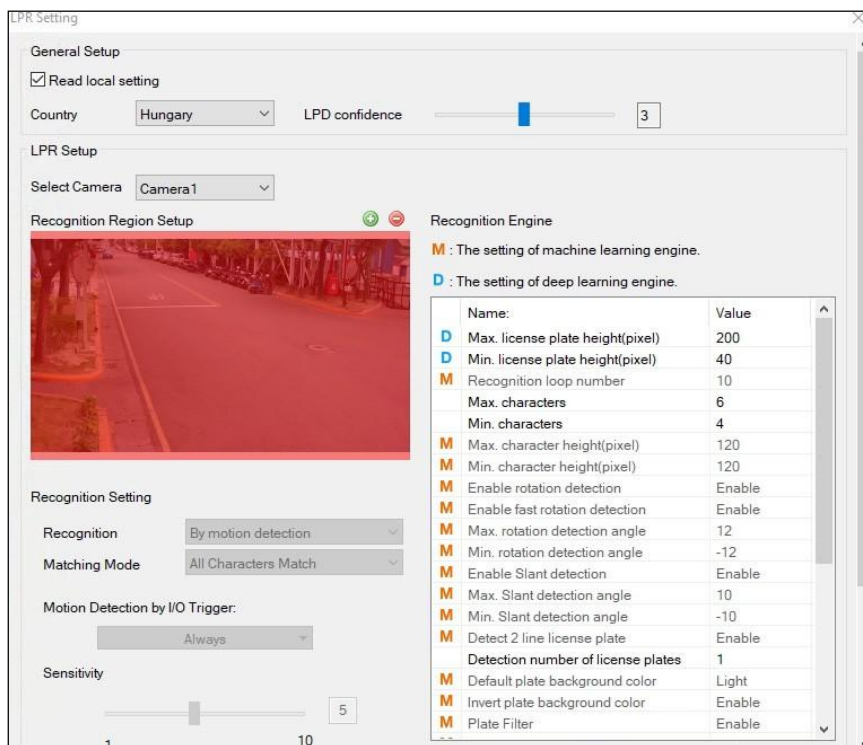 LPR Setting
General Setup
Read local setting
Country Hungary LPD confidence 3
LPR Setup
Select Camera Camera1
Recognition Region Setup
Recognition Engine
M : The setting of machine learning engine.
D : The setting of deep learning engine.
Name: Value
D Max. license plate height(pixel) 200
D Min. license plate height(pixel) 40
M Recognition loop number 10
Max. characters 6
Min. characters 4
M Max. character height(pixel) 120
M Min. character height(pixel) 120
M Enable rotation detection Enable
M Enable fast rotation detection Enable
M Max. rotation detection angle 12
M Min. rotation detection angle -12
M Enable Slant detection Enable
M Max. Slant detection angle 10
M Min. Slant detection angle -10
M Detect 2 line license plate Enable
Detection number of license plates 1
M Default plate background color Light
M Invert plate background color Enable
M Plate Filter Enable
Recognition Setting
Recognition By motion detection
Matching Mode All Characters Match
Motion Detection by I/O Trigger:
Always
Sensitivity
5
1 10